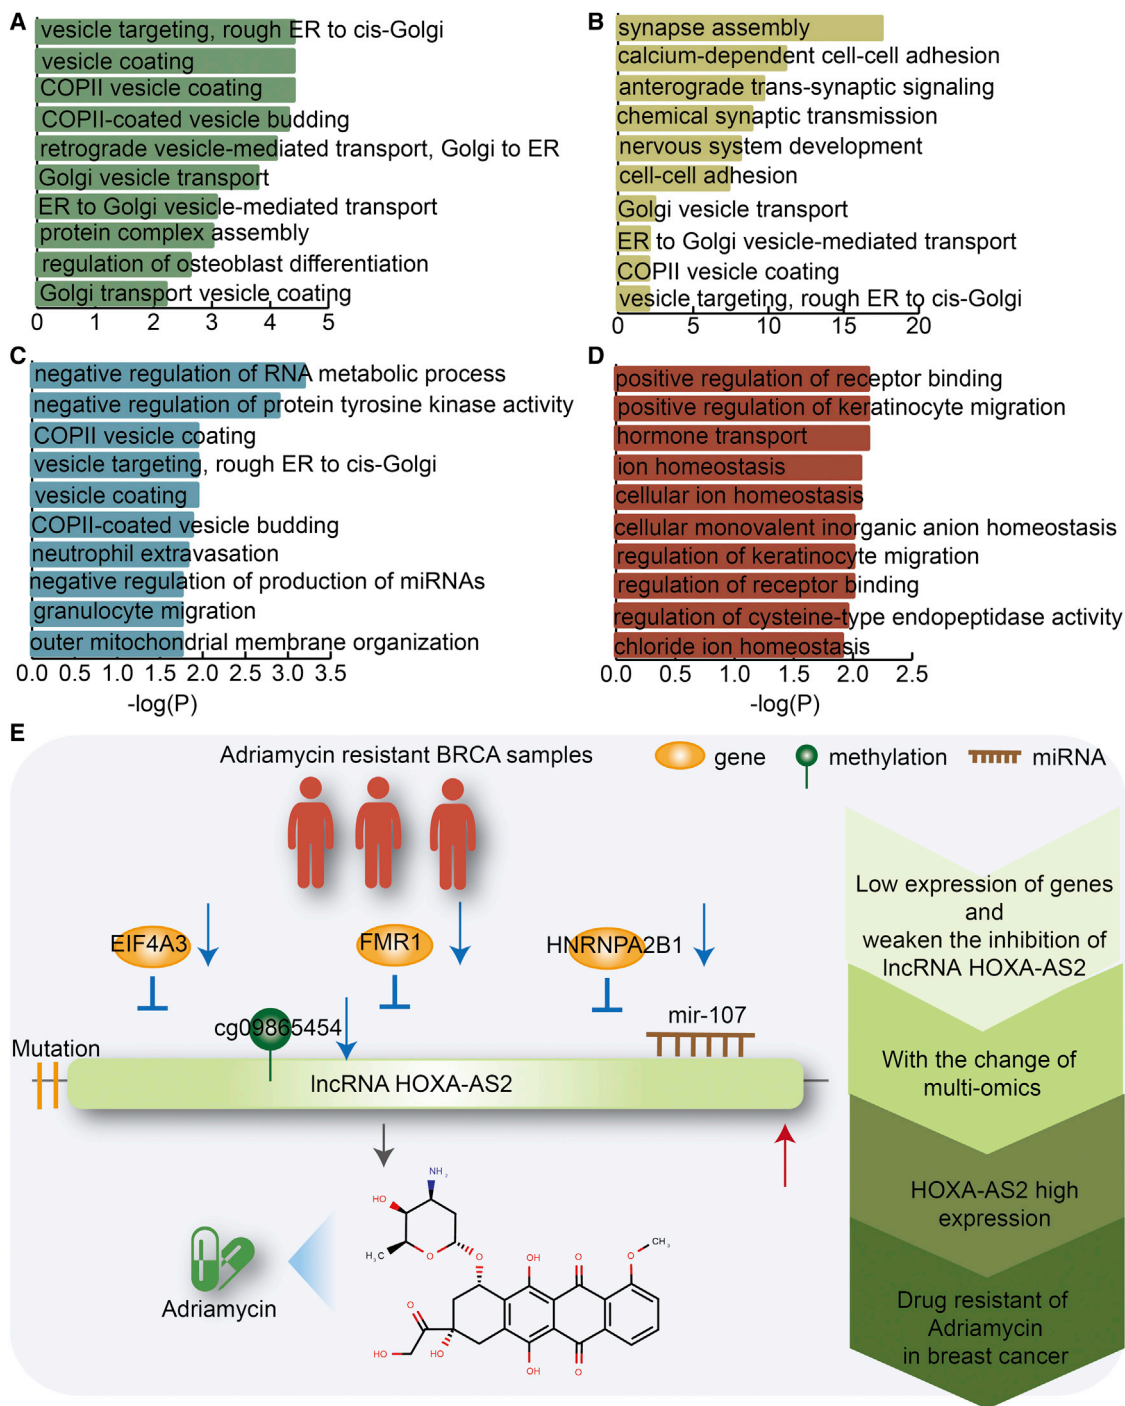 A
vesicle targeting, rough ER to cis-Golgi
vesicle coating
COPII vesicle coating
COPII-coated vesicle budding
retrograde vesicle-mediated transport, Golgi to ER
Golgi vesicle transport
ER to Golgi vesicle-mediated transport
protein complex assembly
regulation of osteoblast differentiation
Golgi transport vesicle coating
0 1 2 3 4 5
B
synapse assembly
calcium-dependent cell-cell adhesion
anterograde trans-synaptic signaling
chemical synaptic transmission
nervous system development
cell-cell adhesion
Golgi vesicle transport
ER to Golgi vesicle-mediated transport
COPII vesicle coating
vesicle targeting, rough ER to cis-Golgi
0 5 10 15 20
C
negative regulation of RNA metabolic process
negative regulation of protein tyrosine kinase activity
COPII vesicle coating
vesicle targeting, rough ER to cis-Golgi
vesicle coating
COPII-coated vesicle budding
neutrophil extravasation
negative regulation of production of miRNAs
granulocyte migration
outer mitochondrial membrane organization
0.0 0.5 1.0 1.5 2.0 2.5 3.0 3.5
-log(P)
D
positive regulation of receptor binding
positive regulation of keratinocyte migration
hormone transport
ion homeostasis
cellular ion homeostasis
cellular monovalent inorganic anion homeostasis
regulation of keratinocyte migration
regulation of receptor binding
regulation of cysteine-type endopeptidase activity
chloride ion homeostasis
0.0 0.5 1.0 1.5 2.0 2.5
-log(P)
E
Adriamycin resistant BRCA samples
gene
methylation
miRNA
EIF4A3
FMR1
HNRNPA2B1
cg09865454
mir-107
Mutation
lncRNA HOXA-AS2
Adriamycin
NH2
HO
H3C
O
O
OH
O
O
CH3
O
HO
HO
OH
O
Low expression of genes
and
weaken the inhibition of
lncRNA HOXA-AS2
With the change of
multi-omics
HOXA-AS2 high
expression
Drug resistant of
Adriamycin
in breast cancer